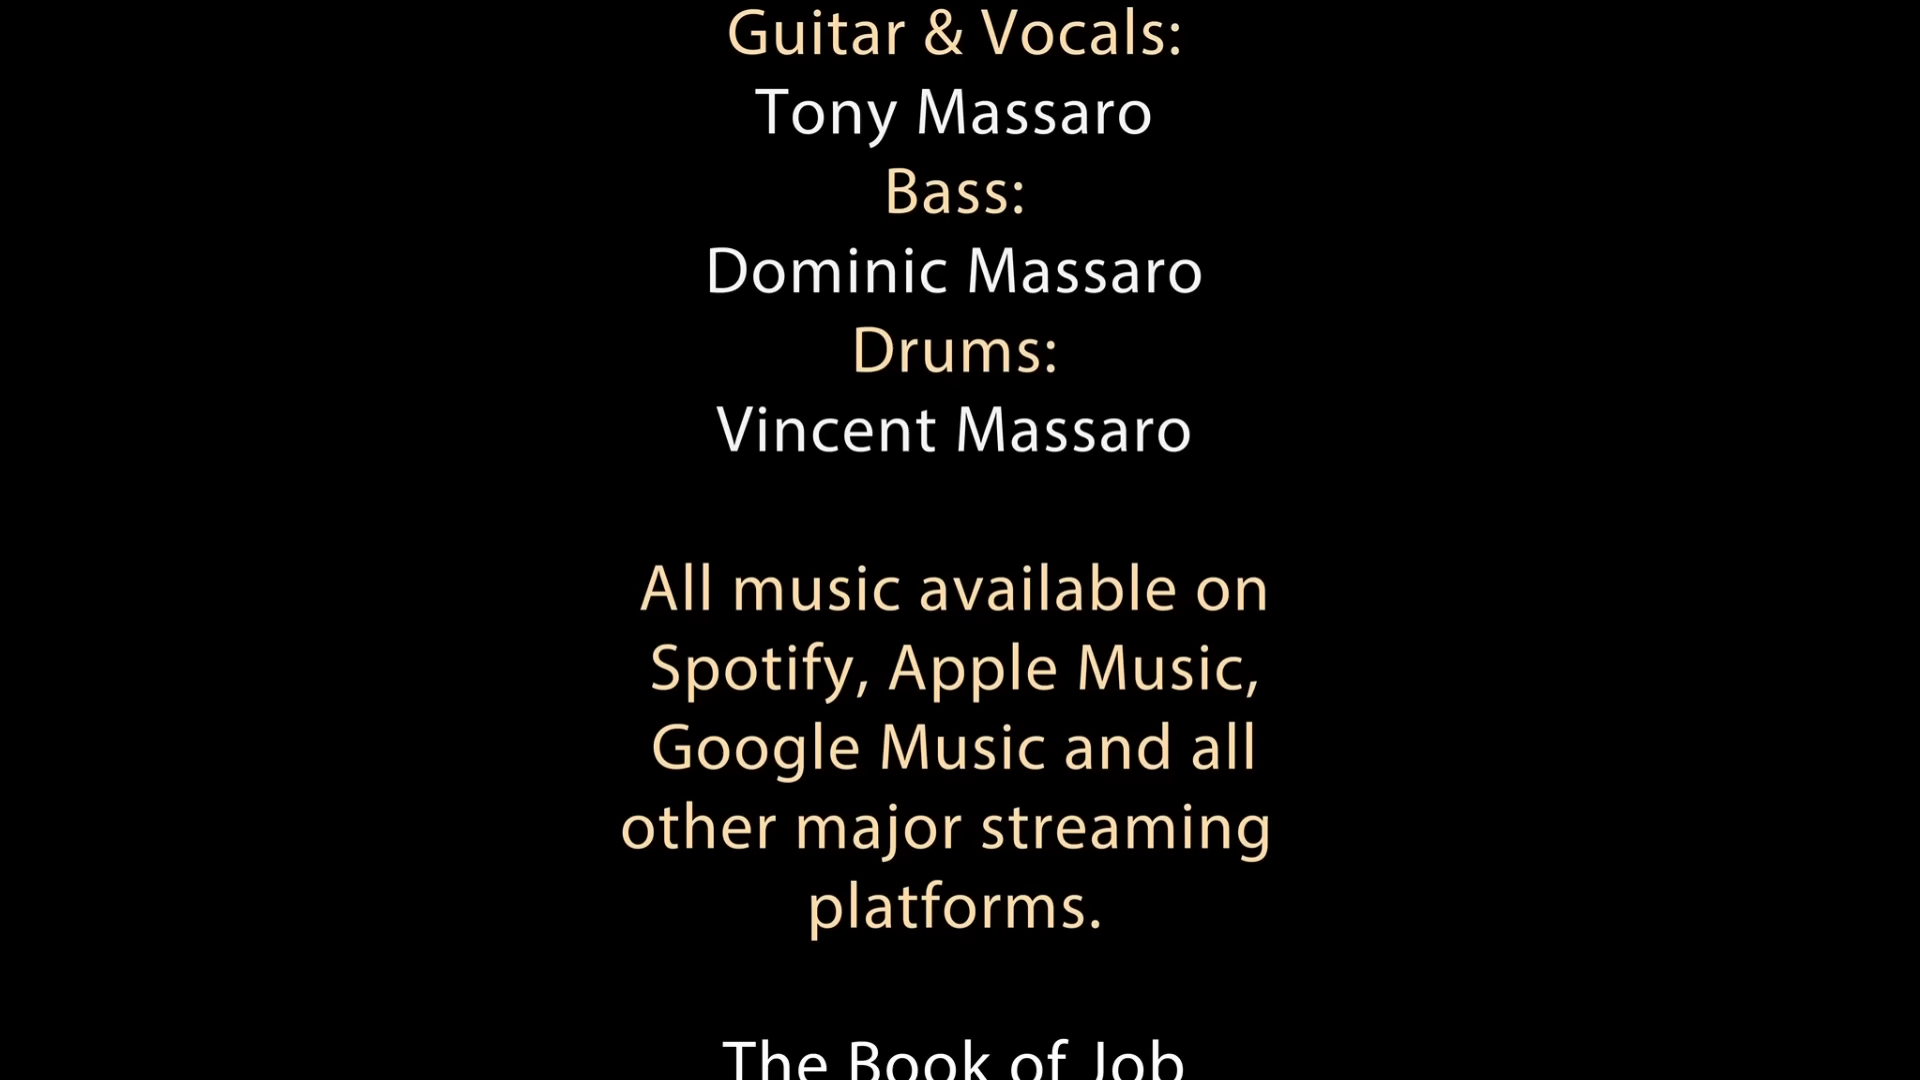 Guitar & Vocals:
Tony Massaro
Bass:
Dominic Massaro
Drums:
Vincent Massaro
All music available on
Spotify, Apple Music,
Google Music and all
other major streaming
platforms.
The Book of Job